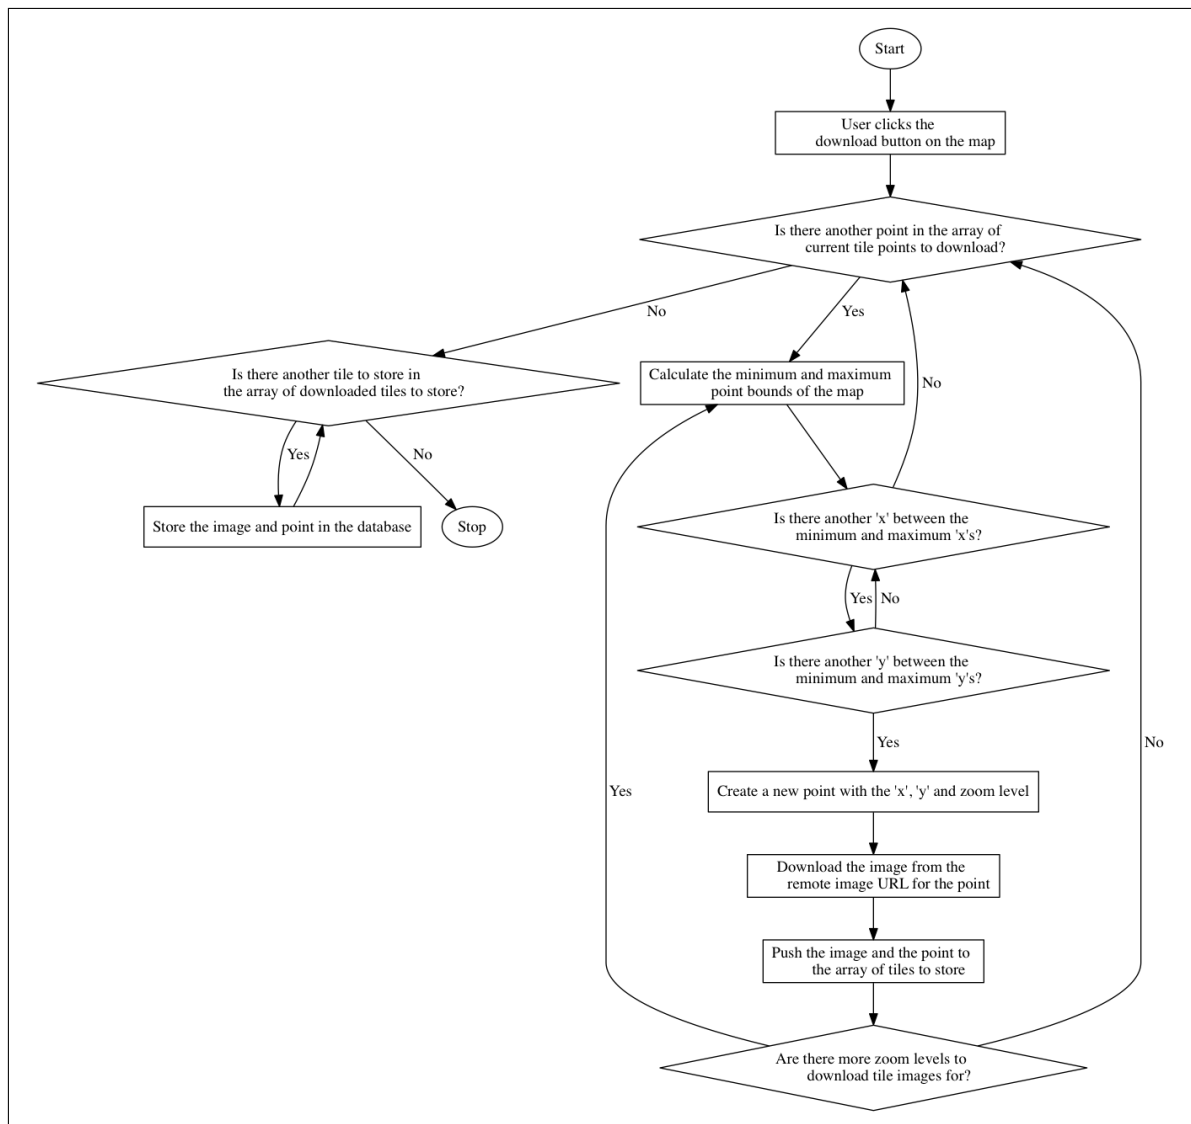 Start
User clicks the
download button on the map
Is there another point in the array of
current tile points to download?
No
Yes
Is there another tile to store in
the array of downloaded tiles to store?
Calculate the minimum and maximum
point bounds of the map
No
Yes
No
Store the image and point in the database
Stop
Is there another 'x' between the
minimum and maximum 'x's?
Yes
No
Is there another 'y' between the
minimum and maximum 'y's?
Yes
No
Yes
Create a new point with the 'x', 'y' and zoom level
Download the image from the
remote image URL for the point
Push the image and the point to
the array of tiles to store
Are there more zoom levels to
download tile images for?